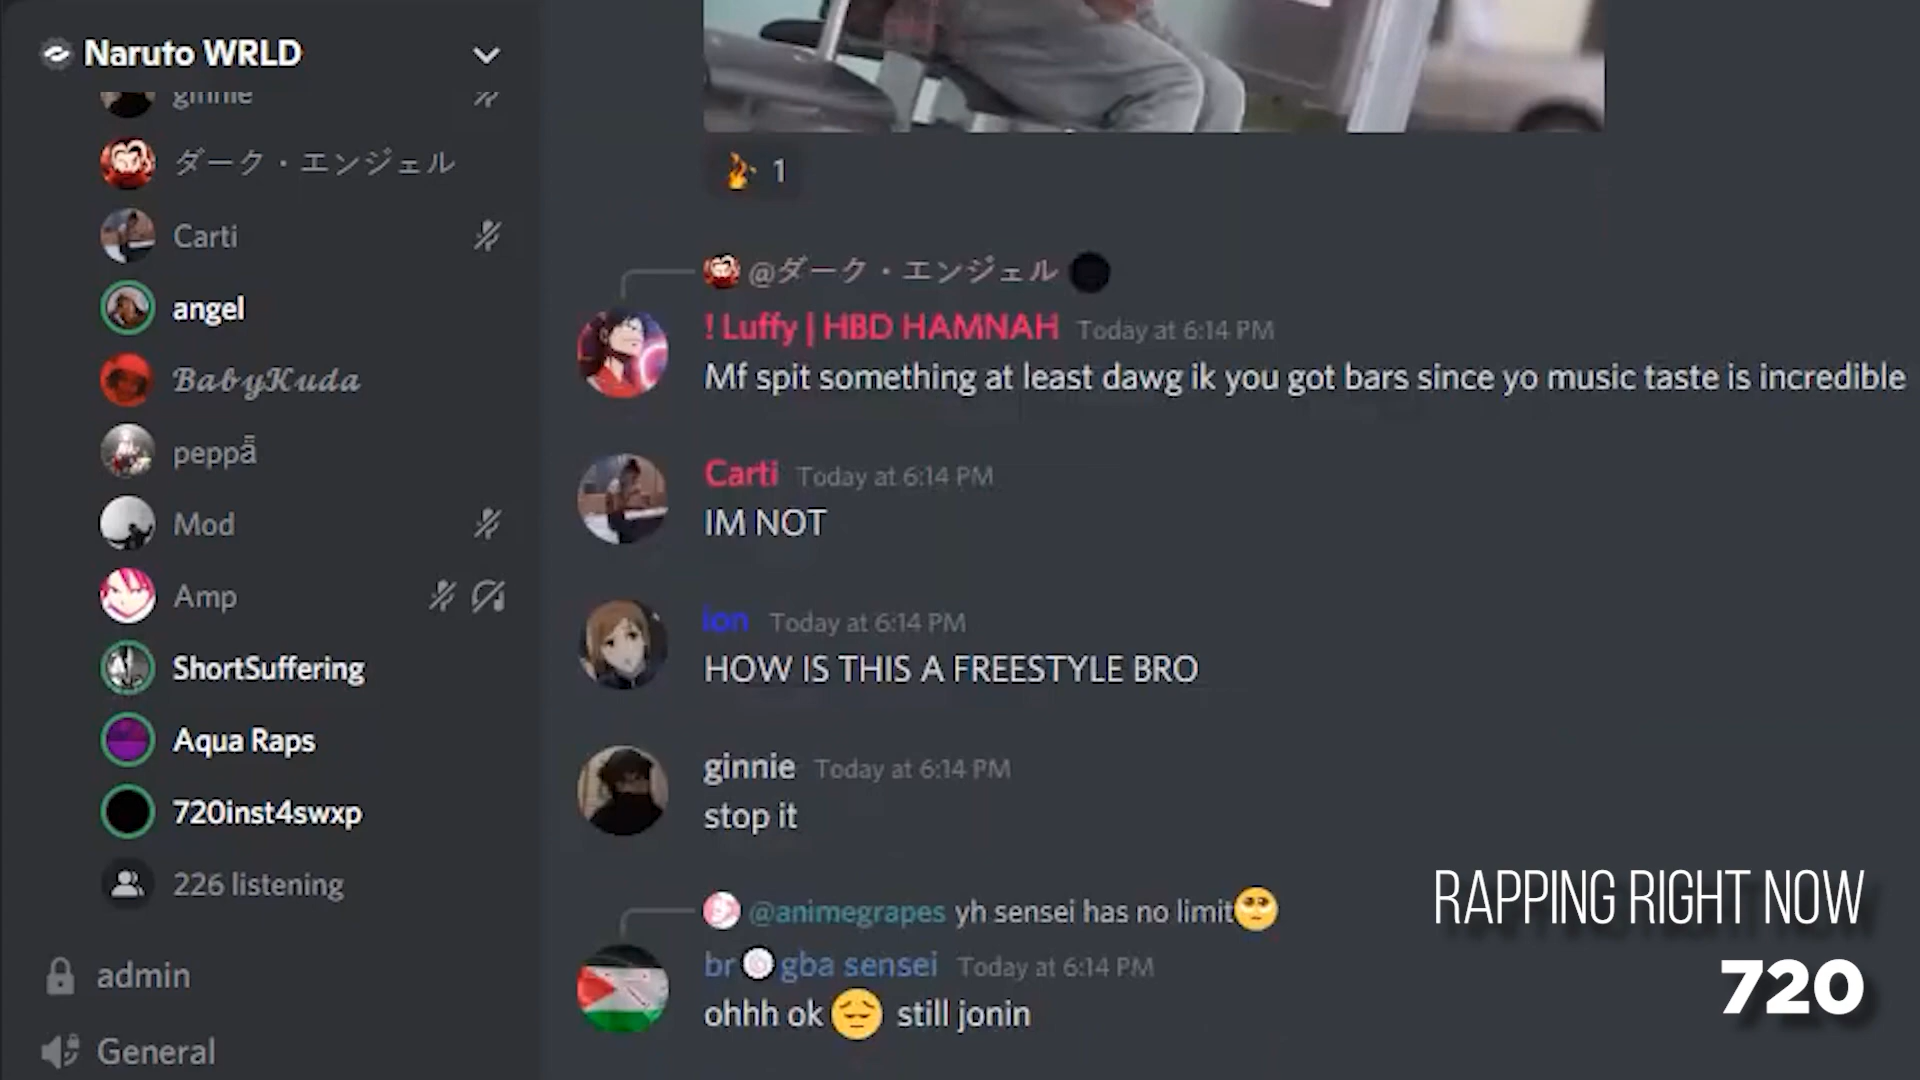 Naruto WRLD
ginnie
ダーク・エンジェル
Carti
angel
BabyKuda
peppa̎̄
Mod
Amp
ShortSuffering
Aqua Raps
720inst4swxp
226 listening
admin
General
🔥 1
@ダーク・エンジェル
! Luffy | HBD HAMNAH Today at 6:14 PM
Mf spit something at least dawg ik you got bars since yo music taste is incredible
Carti Today at 6:14 PM
IM NOT
ion Today at 6:14 PM
HOW IS THIS A FREESTYLE BRO
ginnie Today at 6:14 PM
stop it
@animegrapes yh sensei has no limit🥺
br🍥gba sensei Today at 6:14 PM
ohhh ok 😔 still jonin
RAPPING RIGHT NOW
720